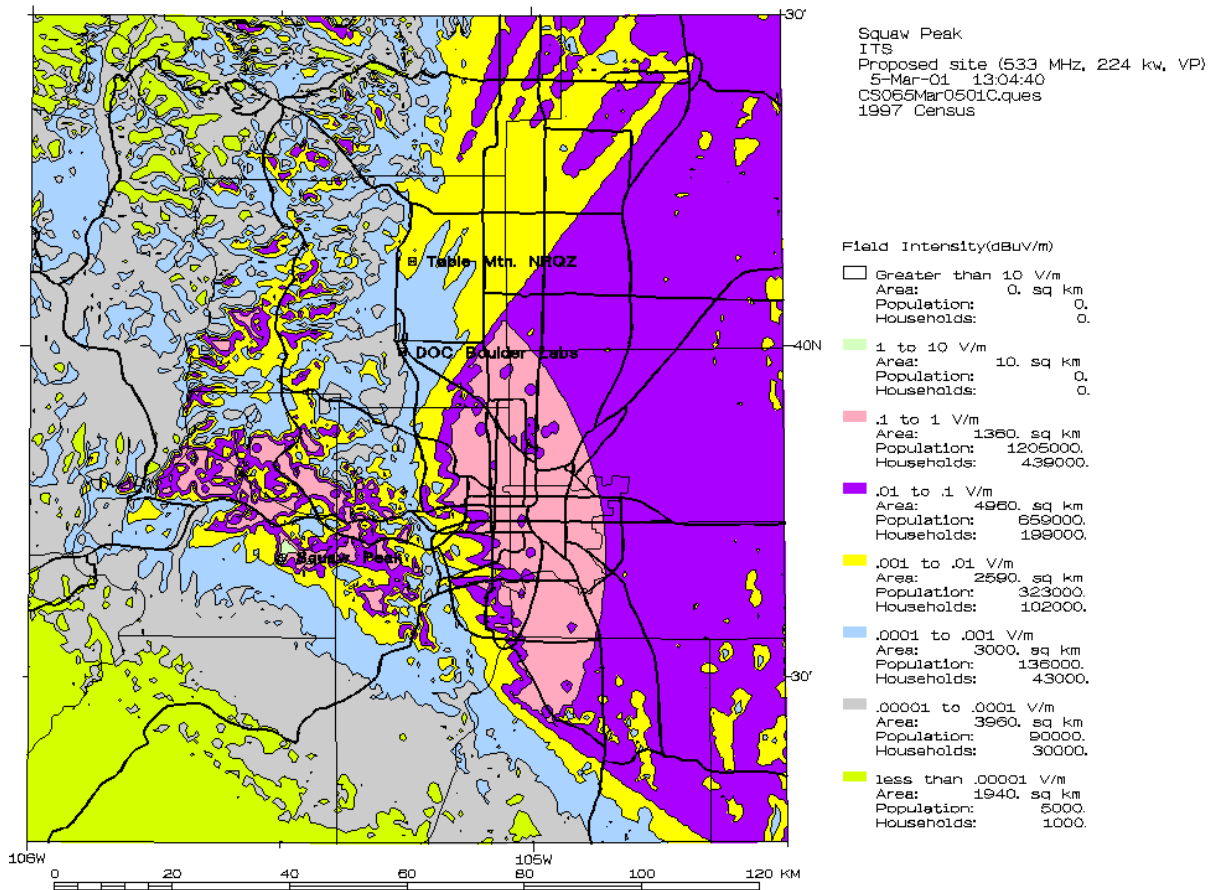 30'
Squaw Peak
ITS
Proposed site (533 MHz, 224 kw, VP)
5-Mar-01 13:04:40
CS065Mar0501C.ques
1997 Census
Table Mtn. NRQZ
DOC Boulder Labs
40N
Squaw Peak
30'
106W
105W
0 20 40 60 80 100 120 KM
Field Intensity(dBuV/m)
Greater than 10 V/m
Area: 0. sq km
Population: 0.
Households: 0.
1 to 10 V/m
Area: 10. sq km
Population: 0.
Households: 0.
.1 to 1 V/m
Area: 1360. sq km
Population: 1205000.
Households: 439000.
.01 to .1 V/m
Area: 4960. sq km
Population: 659000.
Households: 199000.
.001 to .01 V/m
Area: 2590. sq km
Population: 323000.
Households: 102000.
.0001 to .001 V/m
Area: 3000. sq km
Population: 136000.
Households: 43000.
.00001 to .0001 V/m
Area: 3960. sq km
Population: 90000.
Households: 30000.
less than .00001 V/m
Area: 1940. sq km
Population: 5000.
Households: 1000.